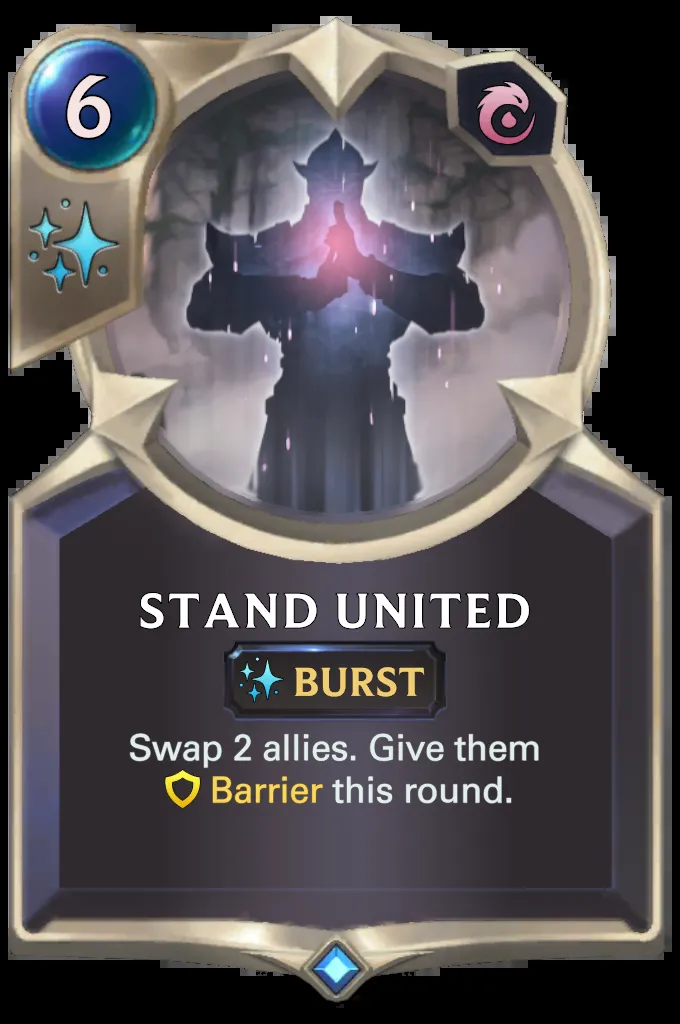 6
STAND UNITED
BURST
Swap 2 allies. Give them
Barrier this round.